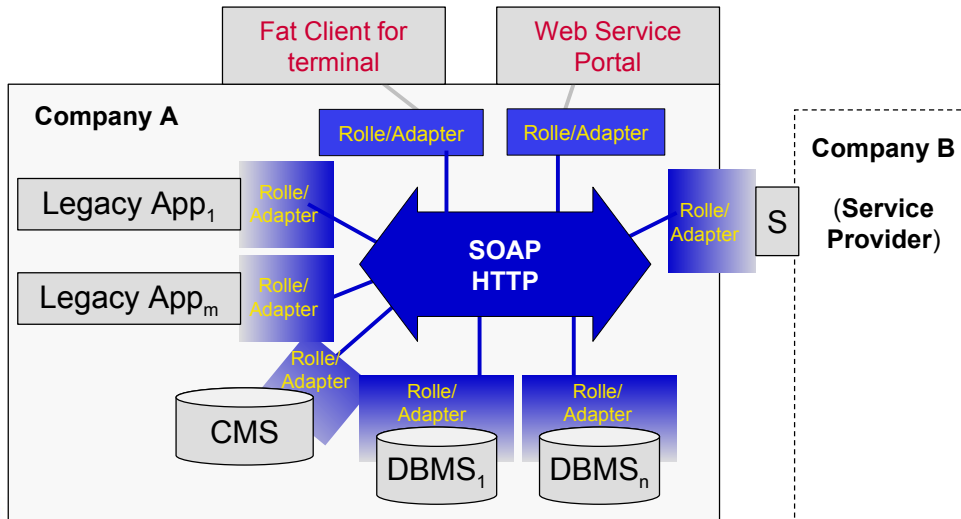 Fat Client for
terminal
Web Service
Portal
Company A
Rolle/Adapter
Rolle/Adapter
Company B
(Service
Provider)
Legacy App1
Rolle/
Adapter
Rolle/
Adapter
S
SOAP
HTTP
Legacy Appm
Rolle/
Adapter
Rolle/
Adapter
CMS
Rolle/
Adapter
DBMS1
Rolle/
Adapter
DBMSn